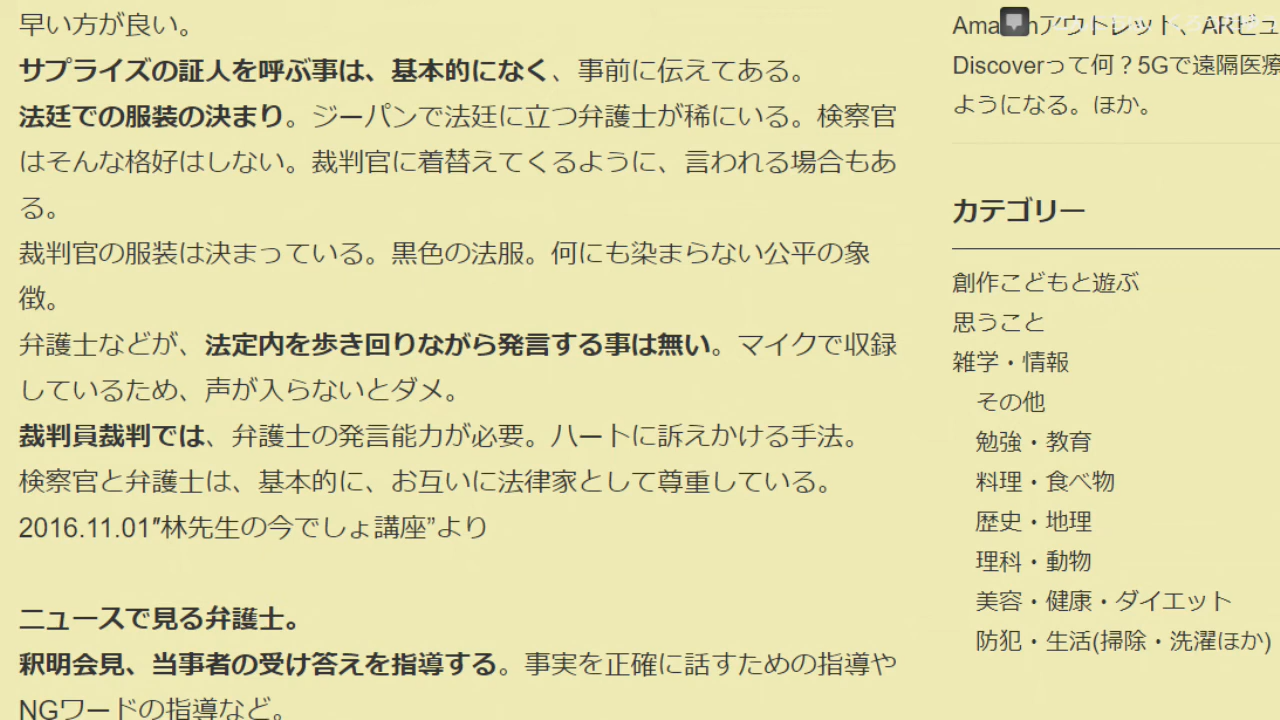 早い方が良い。
サプライズの証人を呼ぶ事は、基本的になく、事前に伝えてある。
法廷での服装の決まり。ジーパンで法廷に立つ弁護士が稀にいる。検察官
はそんな格好はしない。裁判官に着替えてくるように、言われる場合もあ
る。
裁判官の服装は決まっている。黒色の法服。何にも染まらない公平の象
徴。
弁護士などが、法定内を歩き回りながら発言する事は無い。マイクで収録
しているため、声が入らないとダメ。
裁判員裁判では、弁護士の発言能力が必要。ハートに訴えかける手法。
検察官と弁護士は、基本的に、お互いに法律家として尊重している。
2016.11.01″林先生の今でしょ講座”より
ニュースで見る弁護士。
釈明会見、当事者の受け答えを指導する。事実を正確に話すための指導や
NGワードの指導など。
Amazonアウトレット、ARビュ
Discoverって何？5Gで遠隔医療
ようになる。ほか。
カテゴリー
創作こどもと遊ぶ
思うこと
雑学・情報
その他
勉強・教育
料理・食べ物
歴史・地理
理科・動物
美容・健康・ダイエット
防犯・生活(掃除・洗濯ほか)